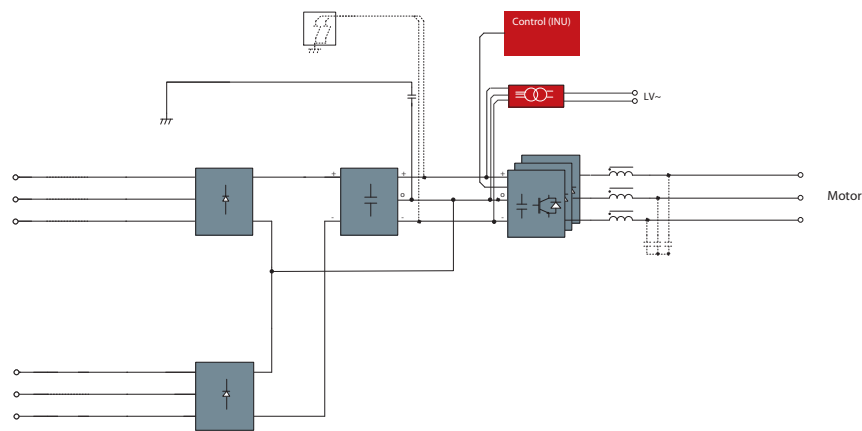 Control (INU)
LV~
+
+
+
o
o
-
-
-
Motor